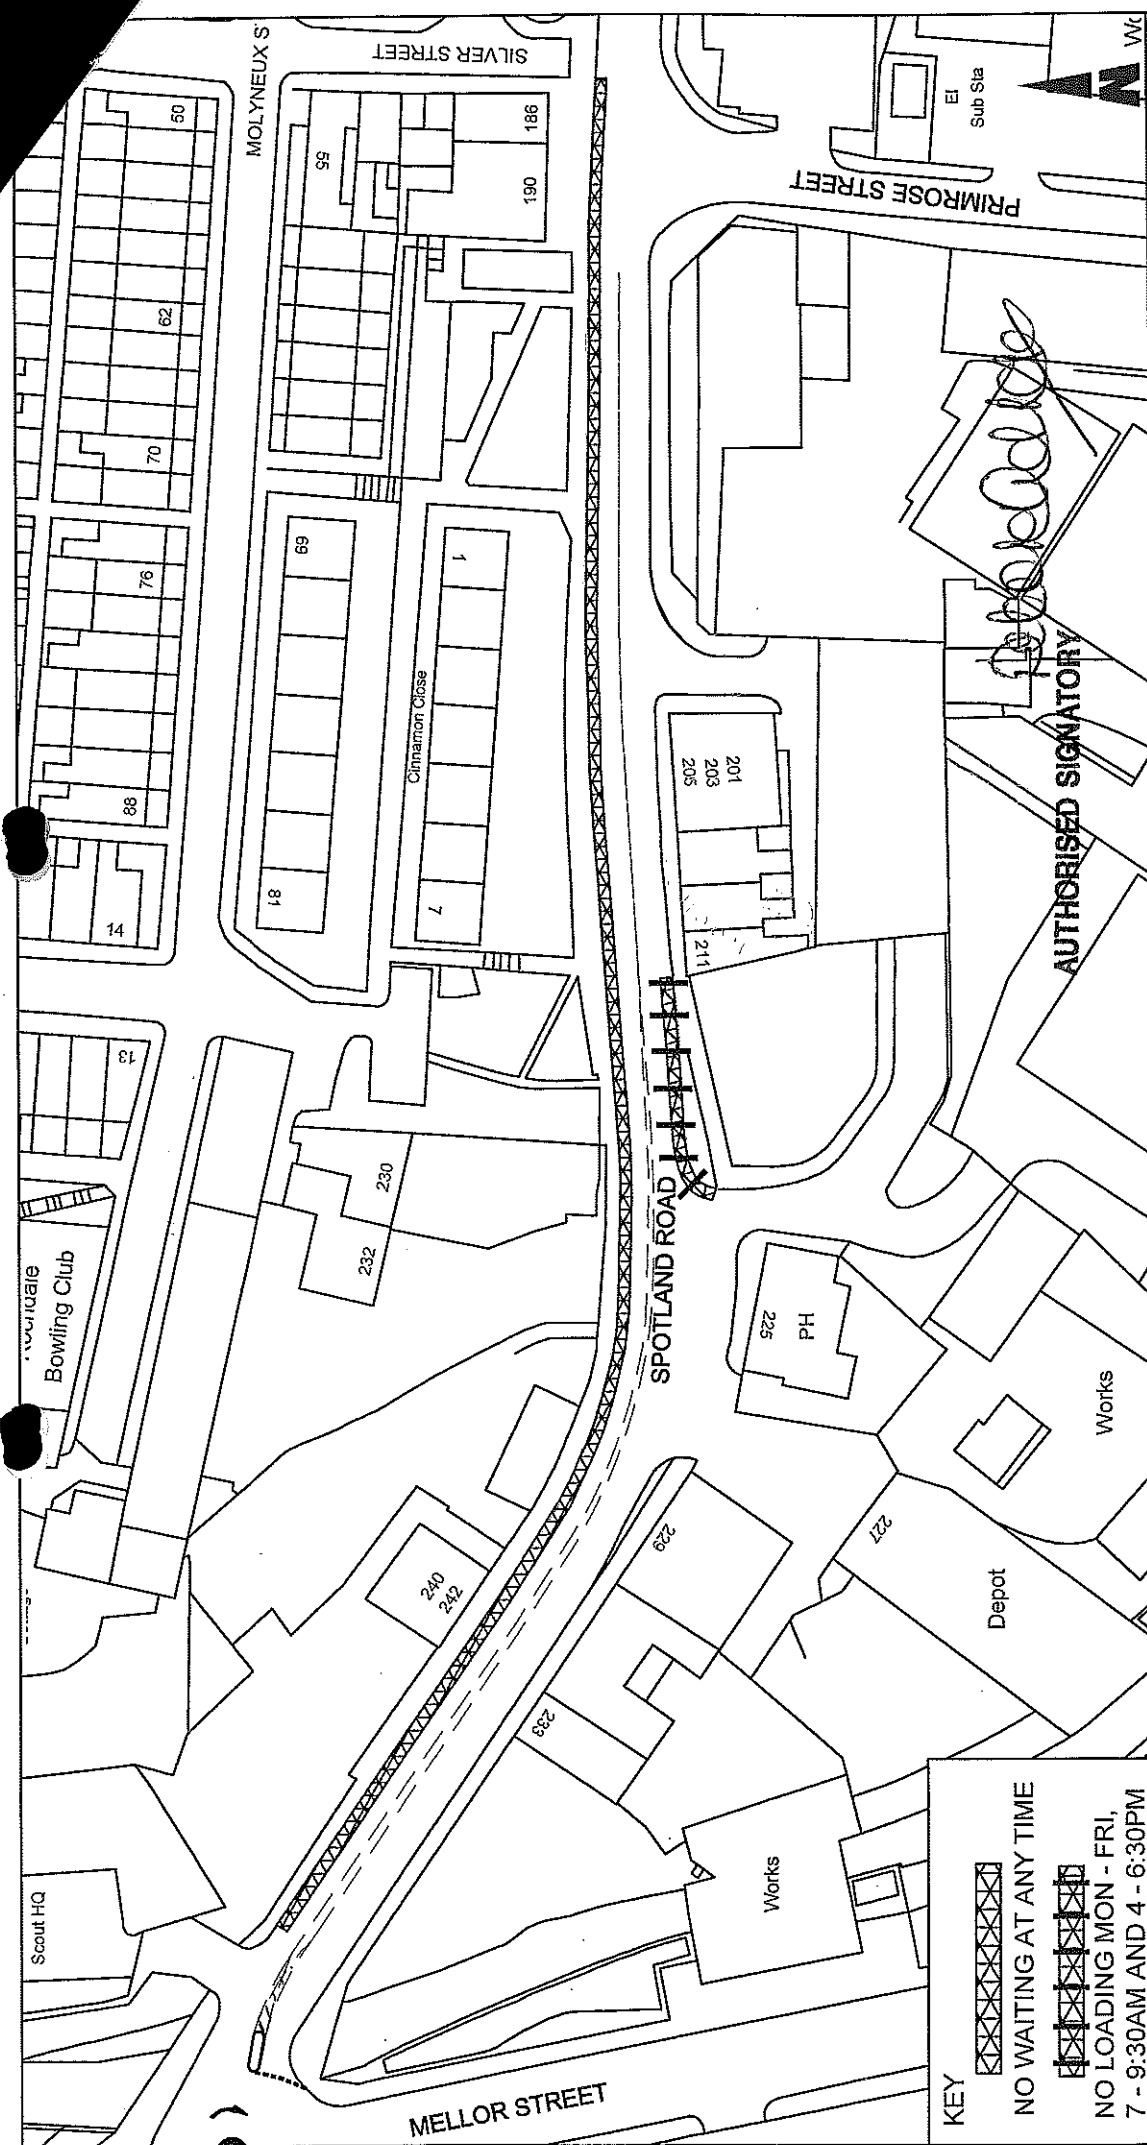 Scout HQ
Bowling Club
13
14
88
76
70
62
50
MOLYNEUX S
SILVER STREET
55
69
81
Cinnamon Close
1
7
186
190
230
232
240
242
SPOTLAND ROAD
MELLOR STREET
PRIMROSE STREET
El
Sub Sta
N
201
203
205
211
225
PH
227
229
233
Works
Depot
Works
AUTHORISED SIGNATORY
KEY
NO WAITING AT ANY TIME
NO LOADING MON - FRI,
7 - 9:30AM AND 4 - 6:30PM